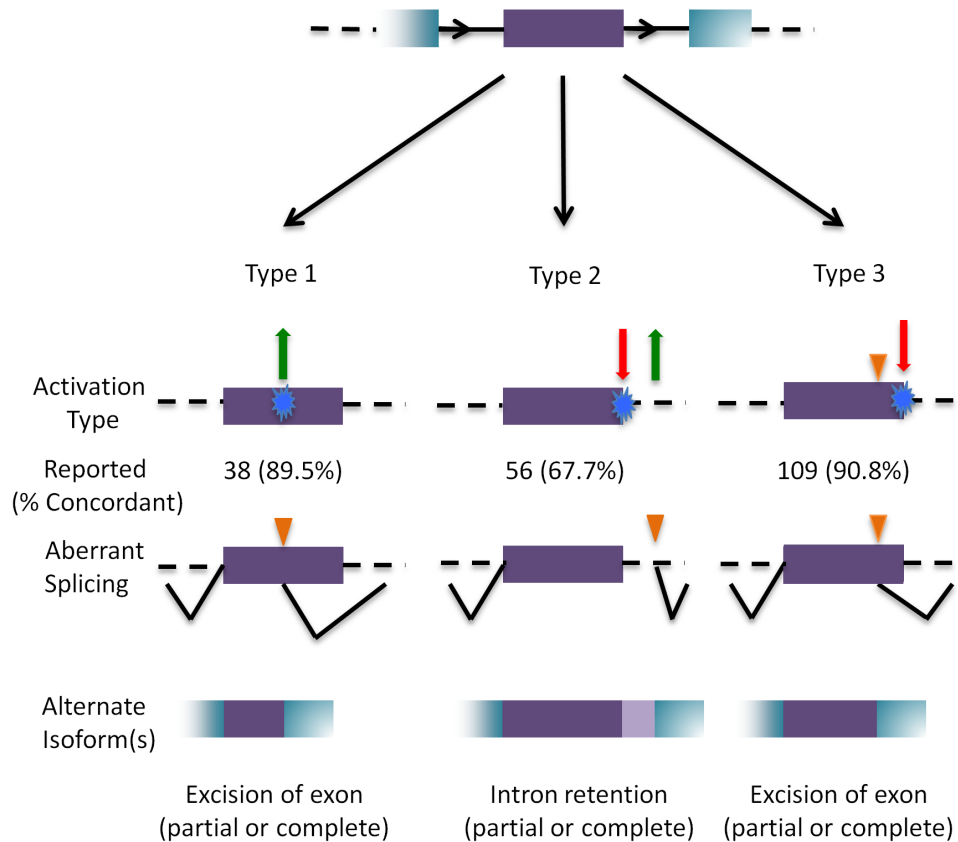 Type 1
Type 2
Type 3
Activation
Type
Reported
(% Concordant)
38 (89.5%)
56 (67.7%)
109 (90.8%)
Aberrant
Splicing
Alternate
Isoform(s)
Excision of exon
(partial or complete)
Intron retention
(partial or complete)
Excision of exon
(partial or complete)